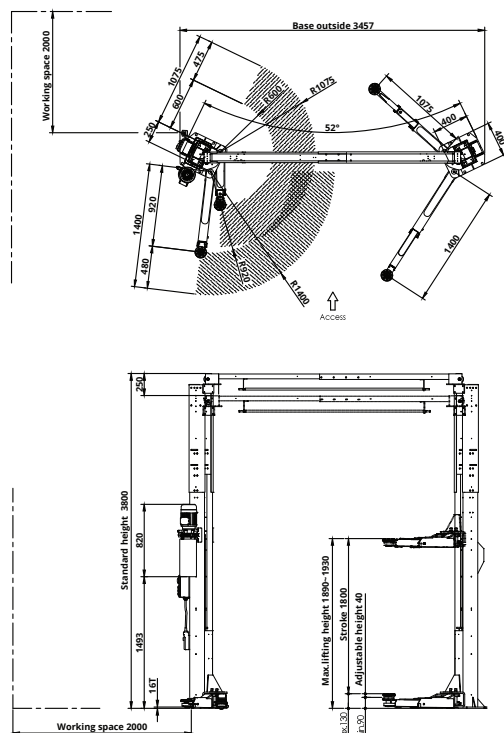 Base outside 3457
Working space 2000
1075
475
600
250
R600
R1075
52°
1075
400
400
1400
920
480
1400
R920
R1400
Access
250
Standard height 3800
820
1493
16T
Max.lifting height 1890~1930
Stroke 1800
Adjustable height 40
Working space 2000